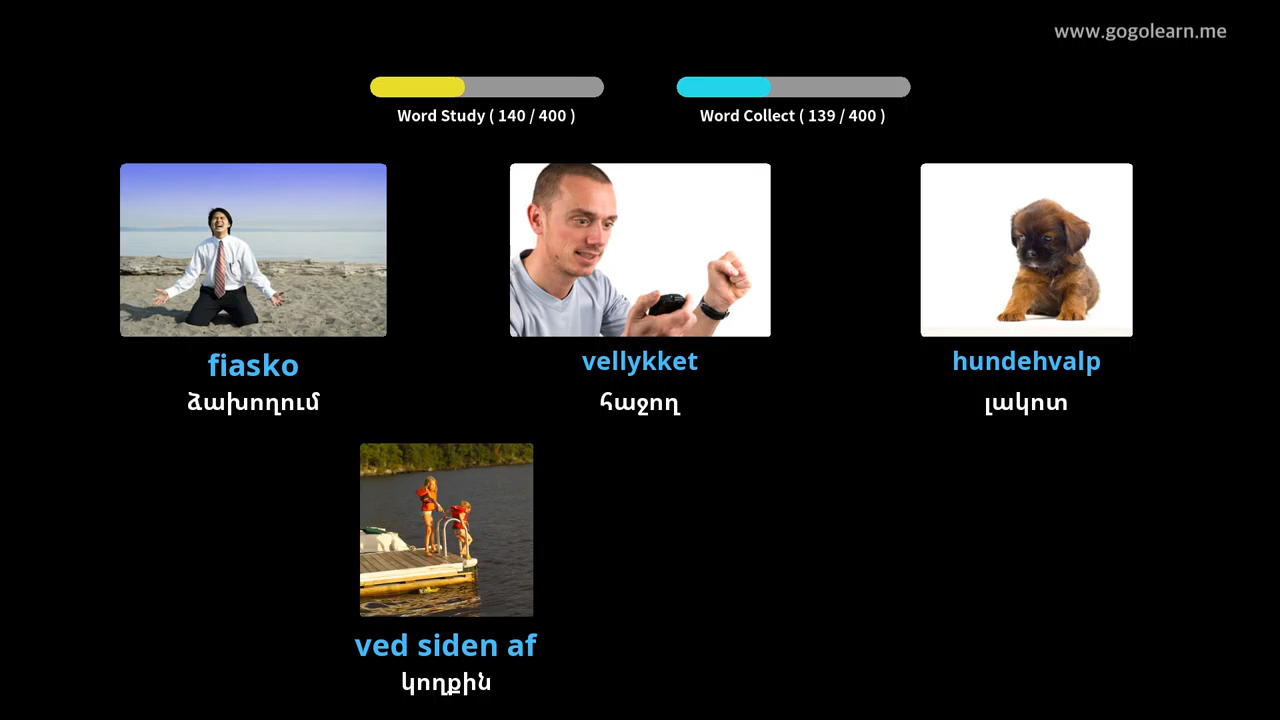 www.gogolearn.me
Word Study ( 140 / 400 )
Word Collect ( 139 / 400 )
fiasko
ձախողում
vellykket
հաջող
hundehvalp
լակոտ
ved siden af
կողքին